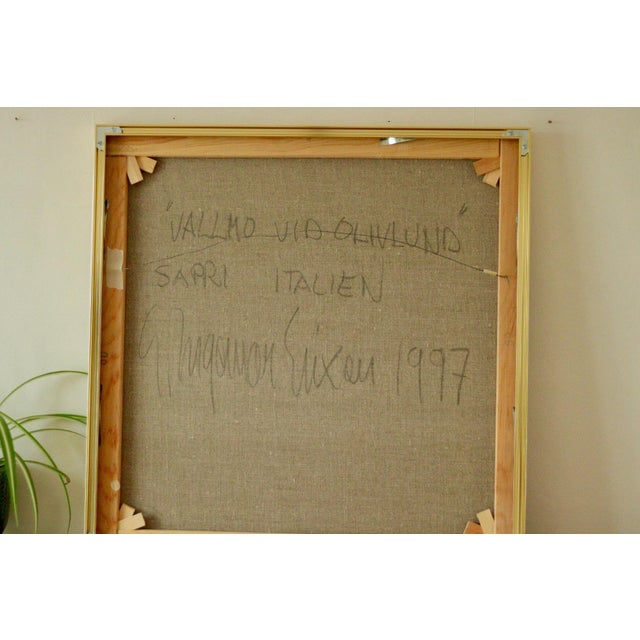 "VALLMO VID OLIVLUND"
SAPRI ITALIEN
1997